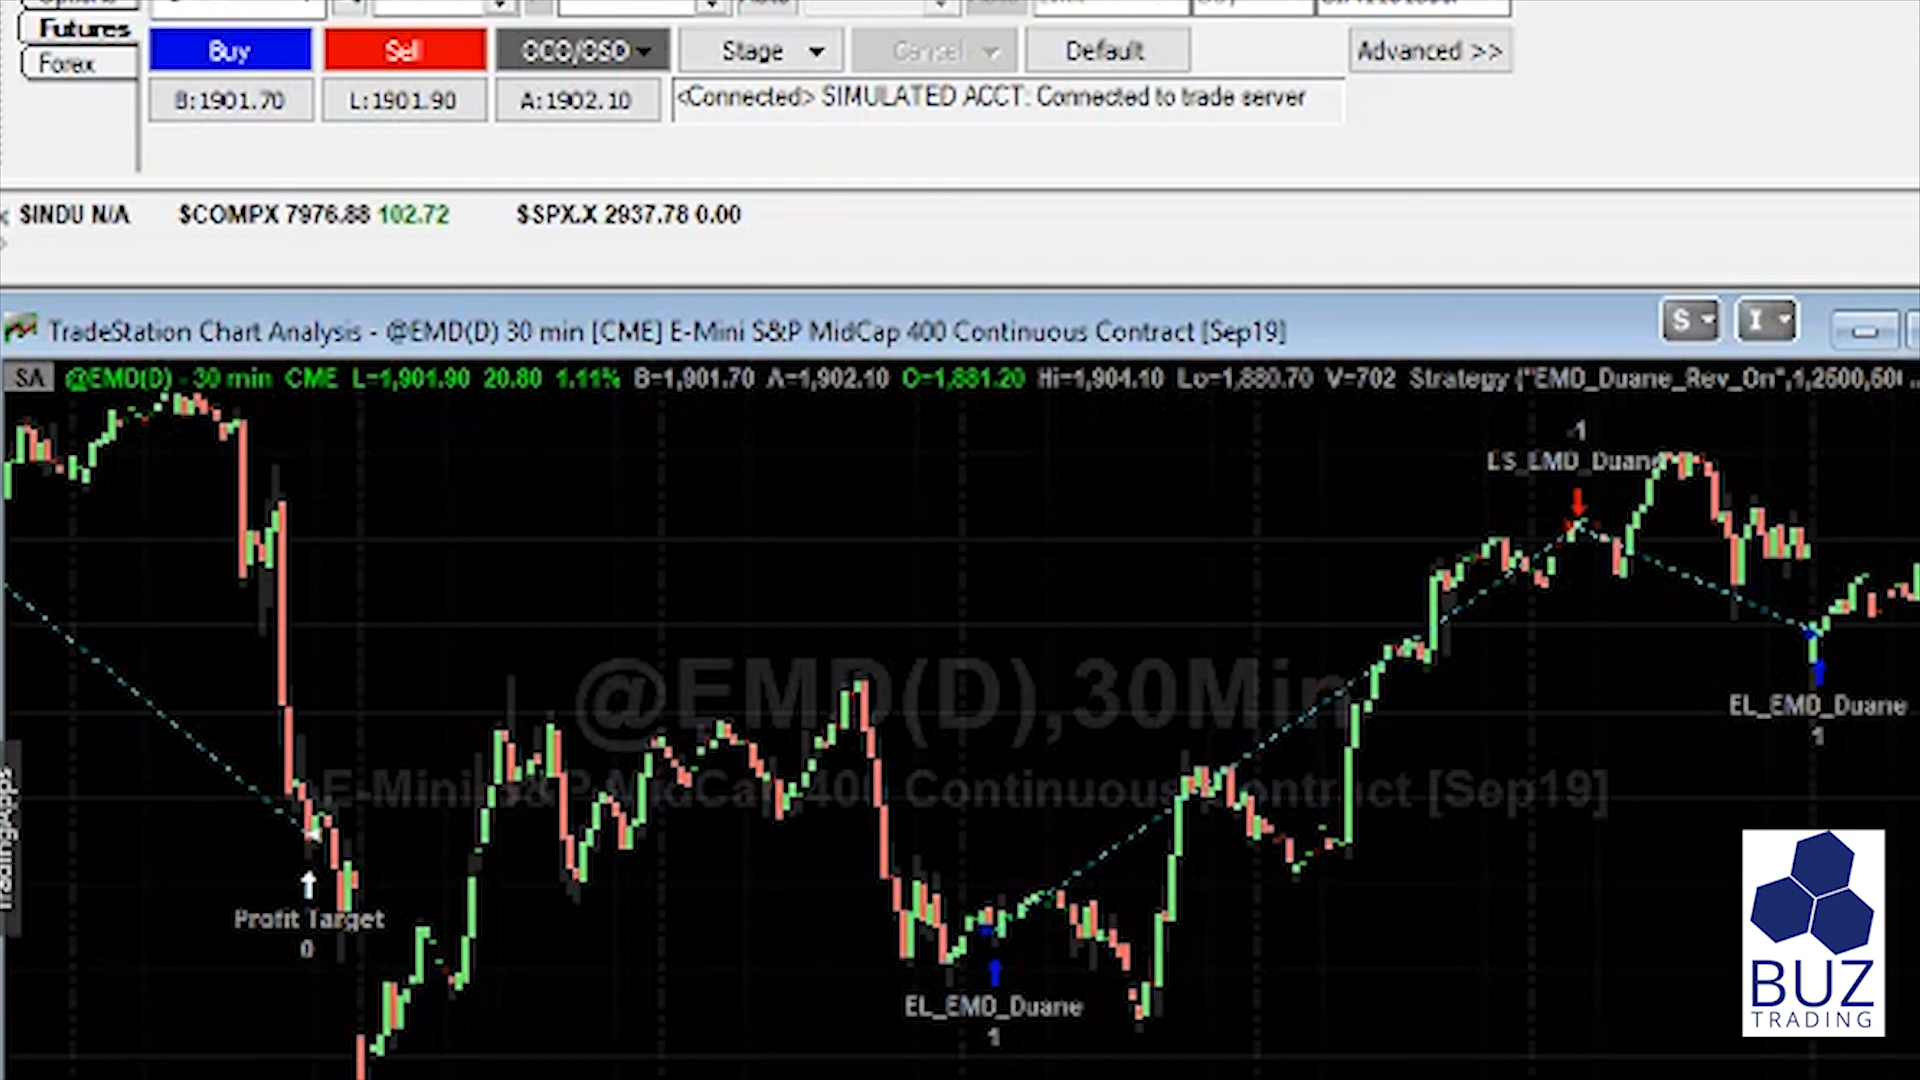 Futures
Forex
Buy
Sell
OCO/OSO
Stage
Cancel
Default
Advanced >>
B:1901.70
L:1901.90
A:1902.10
<Connected> SIMULATED ACCT: Connected to trade server
$INDU N/A $COMPX 7976.88 102.72 $SPX.X 2937.78 0.00
TradeStation Chart Analysis - @EMD(D) 30 min [CME] E-Mini S&P MidCap 400 Continuous Contract [Sep19]
S
I
SA
@EMD(D) - 30 min CME L=1,901.90 20.80 1.11% B=1,901.70 A=1,902.10 O=1,881.20 Hi=1,904.10 Lo=1,880.70 V=702 Strategy ("EMD_Duane_Rev_On",1,2500,50
-1
ES_EMD_Duane
@EMD(D),30Min
E-Mini S&P MidCap 400 Continuous Contract [Sep19]
EL_EMD_Duane
1
TradingApps
Profit Target
0
EL_EMD_Duane
1
BUZ
TRADING